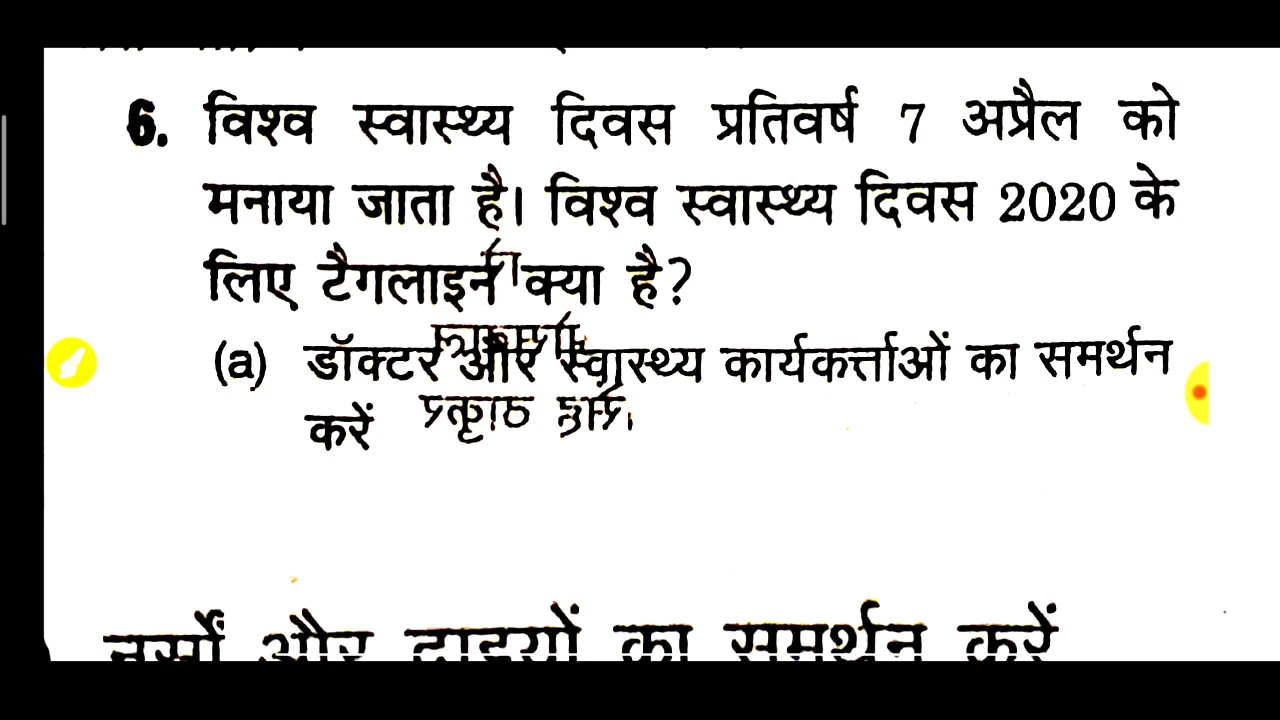 6. विश्व स्वास्थ्य दिवस प्रतिवर्ष 7 अप्रैल को
मनाया जाता है। विश्व स्वास्थ्य दिवस 2020 के
लिए टैगलाइन क्या है?
(a) डॉक्टर और स्वास्थ्य कार्यकर्त्ताओं का समर्थन
करें
नर्सों और दाइयों का समर्थन करें